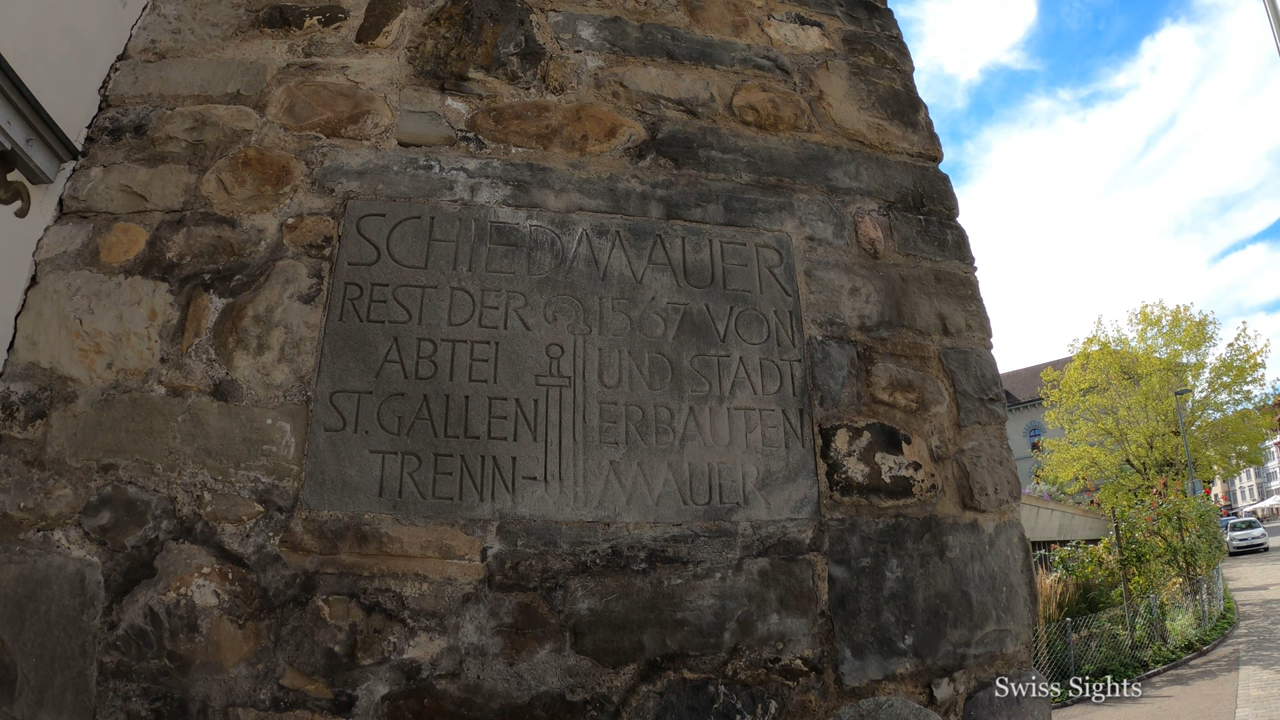 SCHIEDMAUER
REST DER 1567 VON
ABTEI UND STADT
ST. GALLEN ERBAUTEN
TRENN- MAUER
Swiss Sights